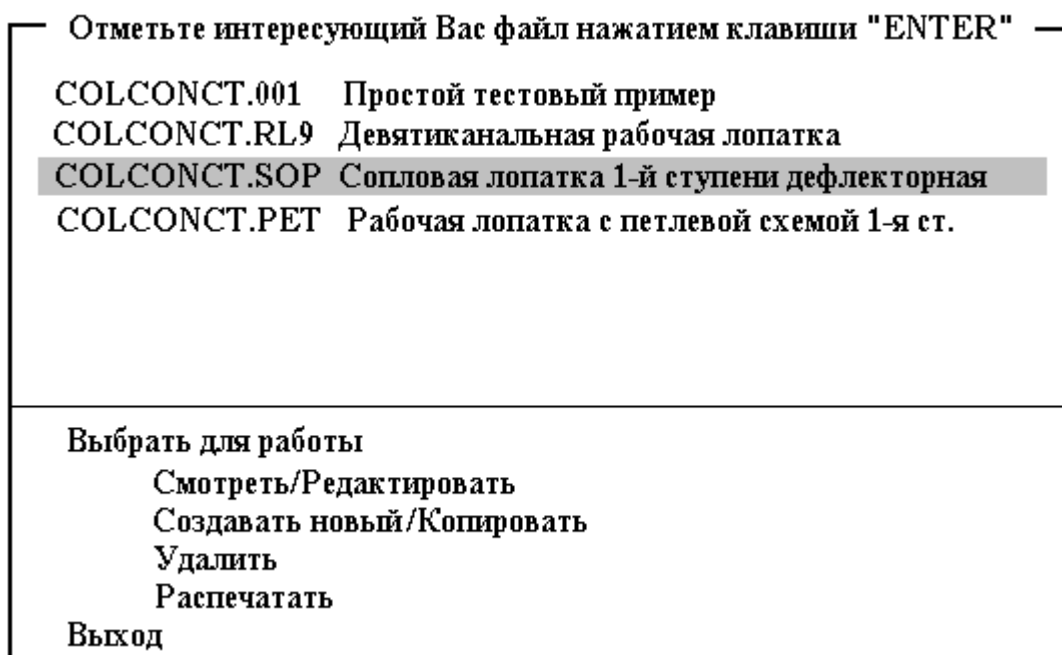 Отметьте интересующий Вас файл нажатием клавиши "ENTER"
COLCONCT.001 Простой тестовый пример
COLCONCT.RL9 Девятиканальная рабочая лопатка
COLCONCT.SOP Сопловая лопатка 1-й ступени дефлекторная
COLCONCT.PET Рабочая лопатка с петлевой схемой 1-я ст.
Выбрать для работы
Смотреть/Редактировать
Создавать новый/Копировать
Удалить
Распечатать
Выход